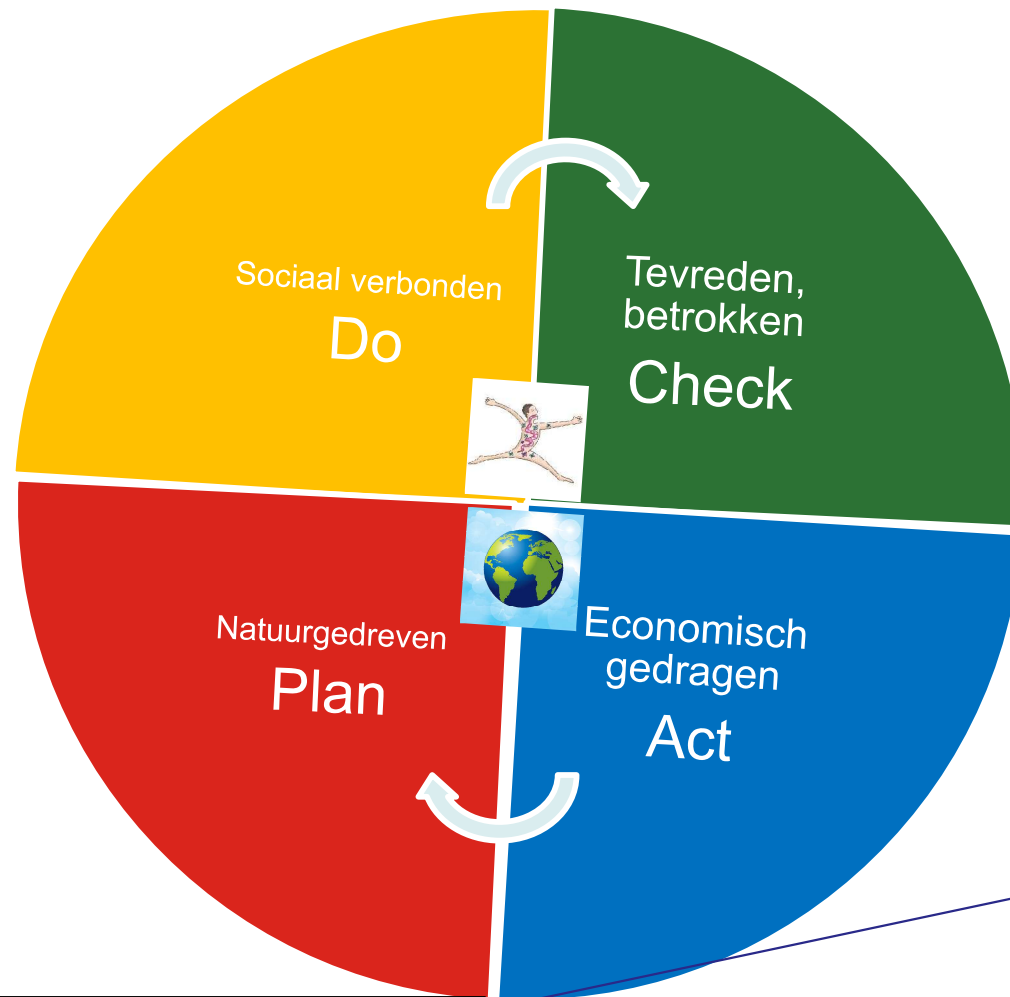 Sociaal verbonden
Do
Tevreden,
betrokken
Check
Natuurgedreven
Plan
Economisch
gedragen
Act